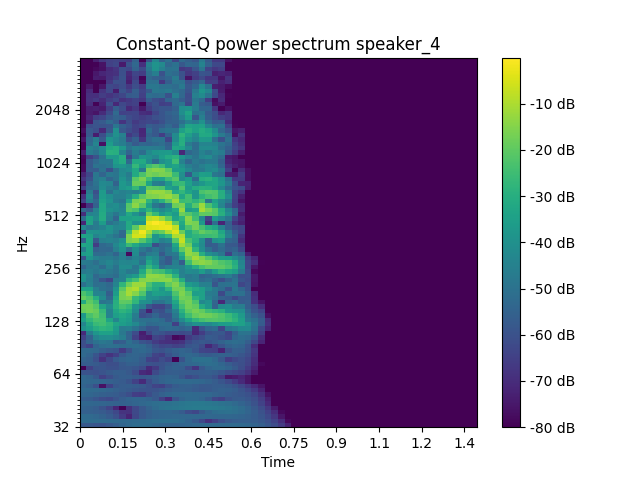 Constant-Q power spectrum speaker_4
Hz
2048
1024
512
256
128
64
32
0 0.15 0.3 0.45 0.6 0.75 0.9 1.1 1.2 1.4
Time
-10 dB
-20 dB
-30 dB
-40 dB
-50 dB
-60 dB
-70 dB
-80 dB